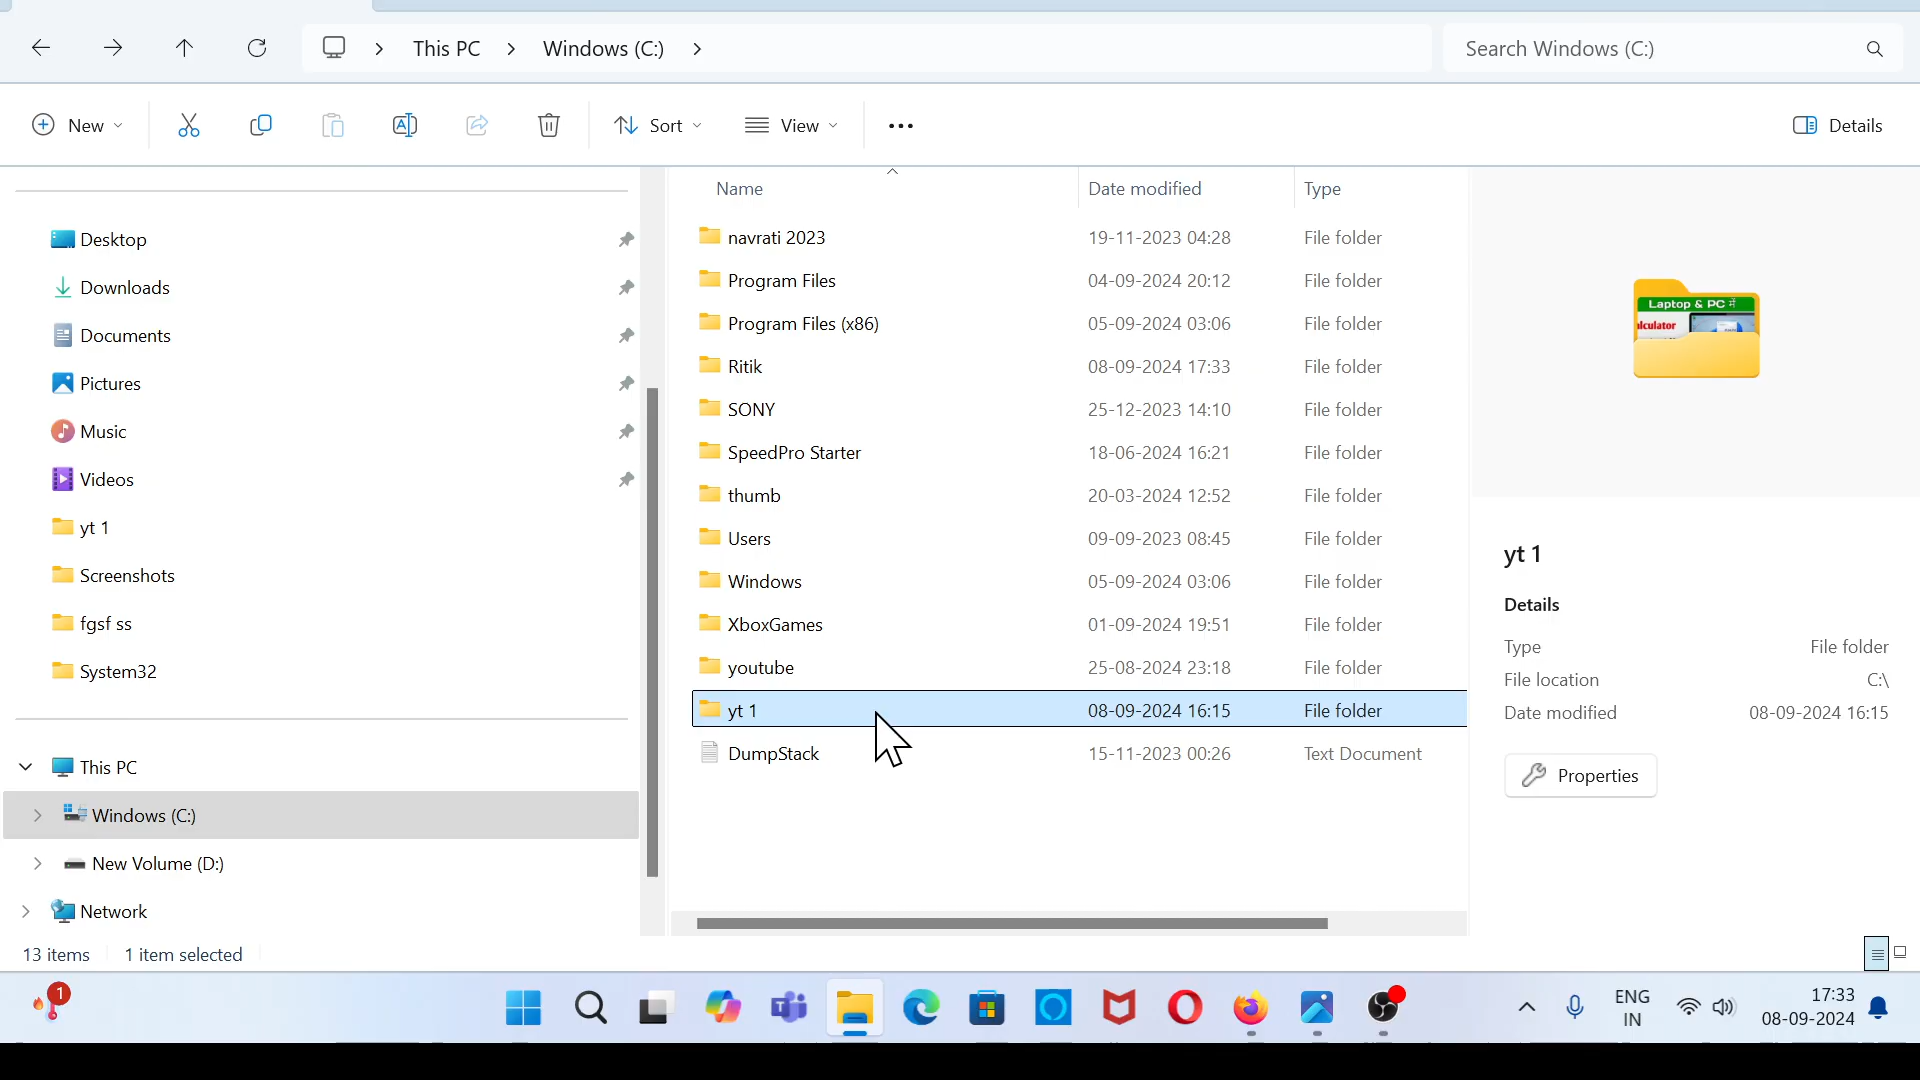 This PC > Windows (C:) >
Search Windows (C:)
New
Sort
View
Details
Desktop
Downloads
Documents
Pictures
Music
Videos
yt 1
Screenshots
fgsf ss
System32
This PC
Windows (C:)
New Volume (D:)
Network
Name Date modified Type
navrati 2023 19-11-2023 04:28 File folder
Program Files 04-09-2024 20:12 File folder
Program Files (x86) 05-09-2024 03:06 File folder
Ritik 08-09-2024 17:33 File folder
SONY 25-12-2023 14:10 File folder
SpeedPro Starter 18-06-2024 16:21 File folder
thumb 20-03-2024 12:52 File folder
Users 09-09-2023 08:45 File folder
Windows 05-09-2024 03:06 File folder
XboxGames 01-09-2024 19:51 File folder
youtube 25-08-2024 23:18 File folder
yt 1 08-09-2024 16:15 File folder
DumpStack 15-11-2023 00:26 Text Document
Laptop & PC में
lculator
yt 1
Details
Type File folder
File location C:\
Date modified 08-09-2024 16:15
Properties
13 items 1 item selected
1
ENG
IN
17:33
08-09-2024